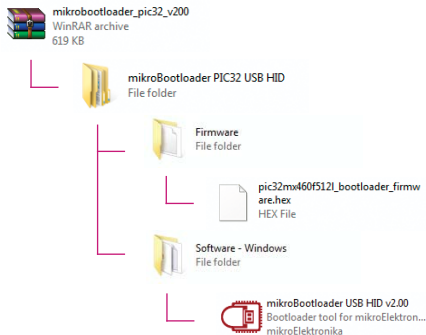 mikrobootloader_pic32_v200
WinRAR archive
619 KB
mikroBootloader PIC32 USB HID
File folder
Firmware
File folder
pic32mx460f512l_bootloader_firmw
are.hex
HEX File
Software - Windows
File folder
mikroBootloader USB HID v2.00
Bootloader tool for mikroElektron...
mikroElektronika